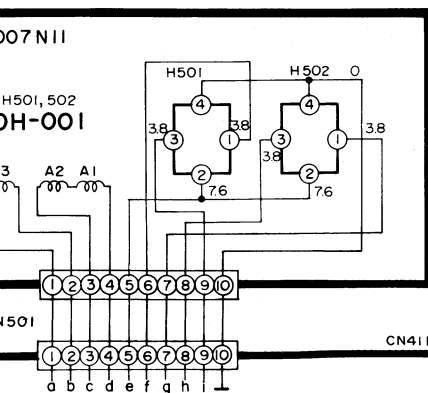 007N11
H501 H502 0
H501, 502
OH-001
4 4
3.8 3 1 3.8 3 1 3.8
3.8
2 2
7.6 7.6
3 A2 A1
1 2 3 4 5 6 7 8 9 10
N501
CN411
1 2 3 4 5 6 7 8 9 10
a b c d e f g h i